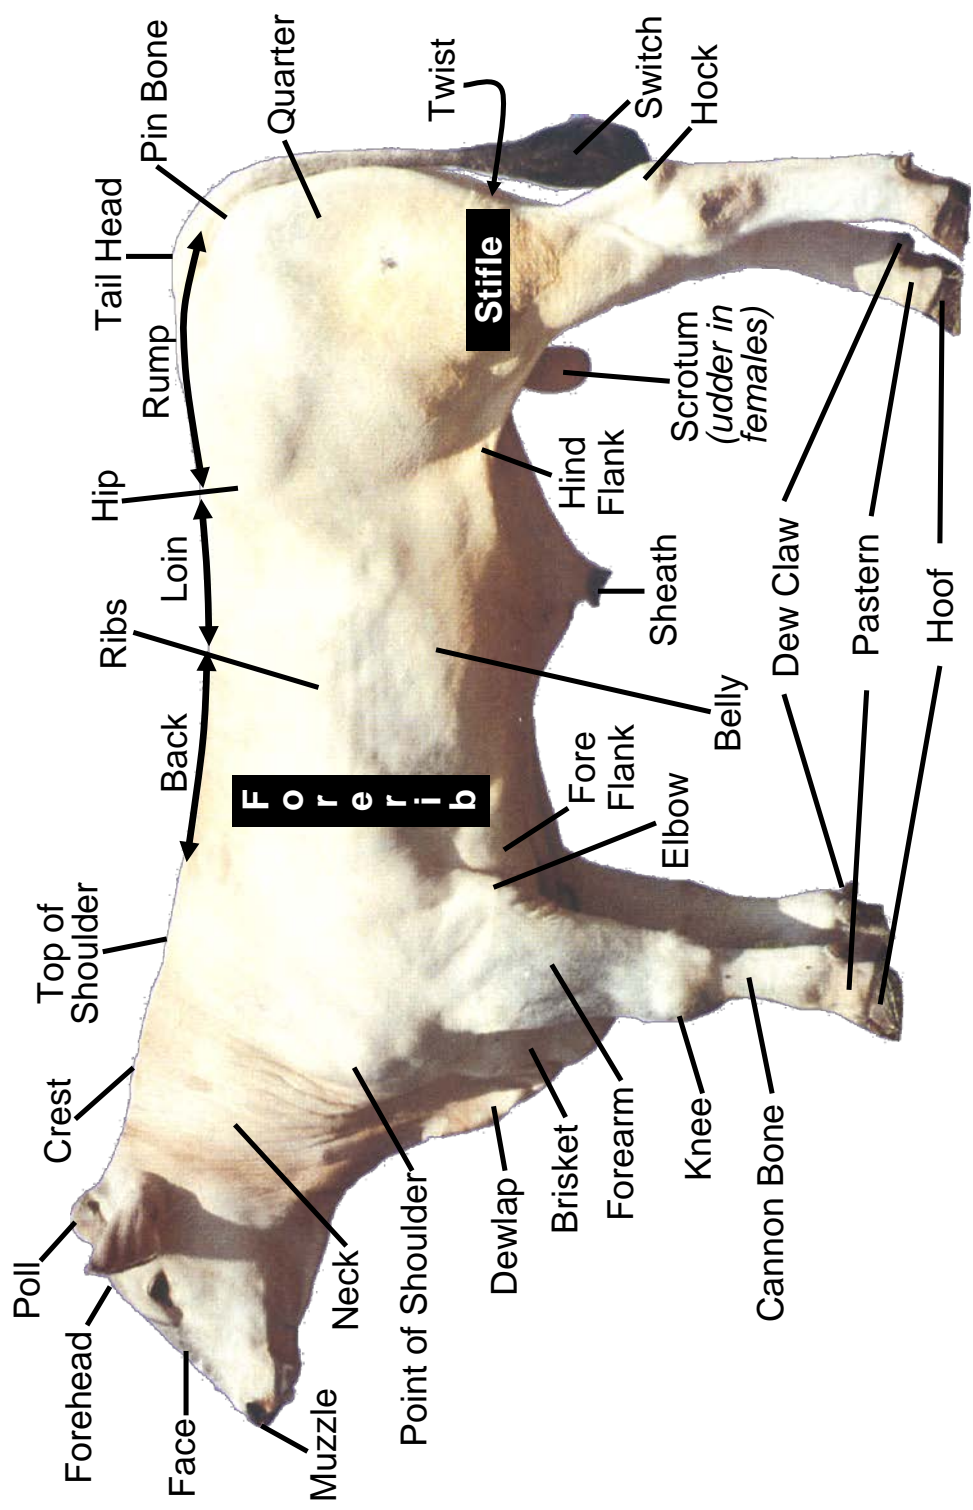 Poll
Forehead
Face
Muzzle
Crest
Neck
Top of
Shoulder
Point of Shoulder
Dewlap
Brisket
Forearm
Knee
Cannon Bone
Back
Forerib
Ribs
Loin
Hip
Rump
Tail Head
Pin Bone
Quarter
Twist
Stifle
Switch
Hock
Scrotum
(udder in
females)
Hind
Flank
Sheath
Belly
Fore
Flank
Elbow
Dew Claw
Pastern
Hoof